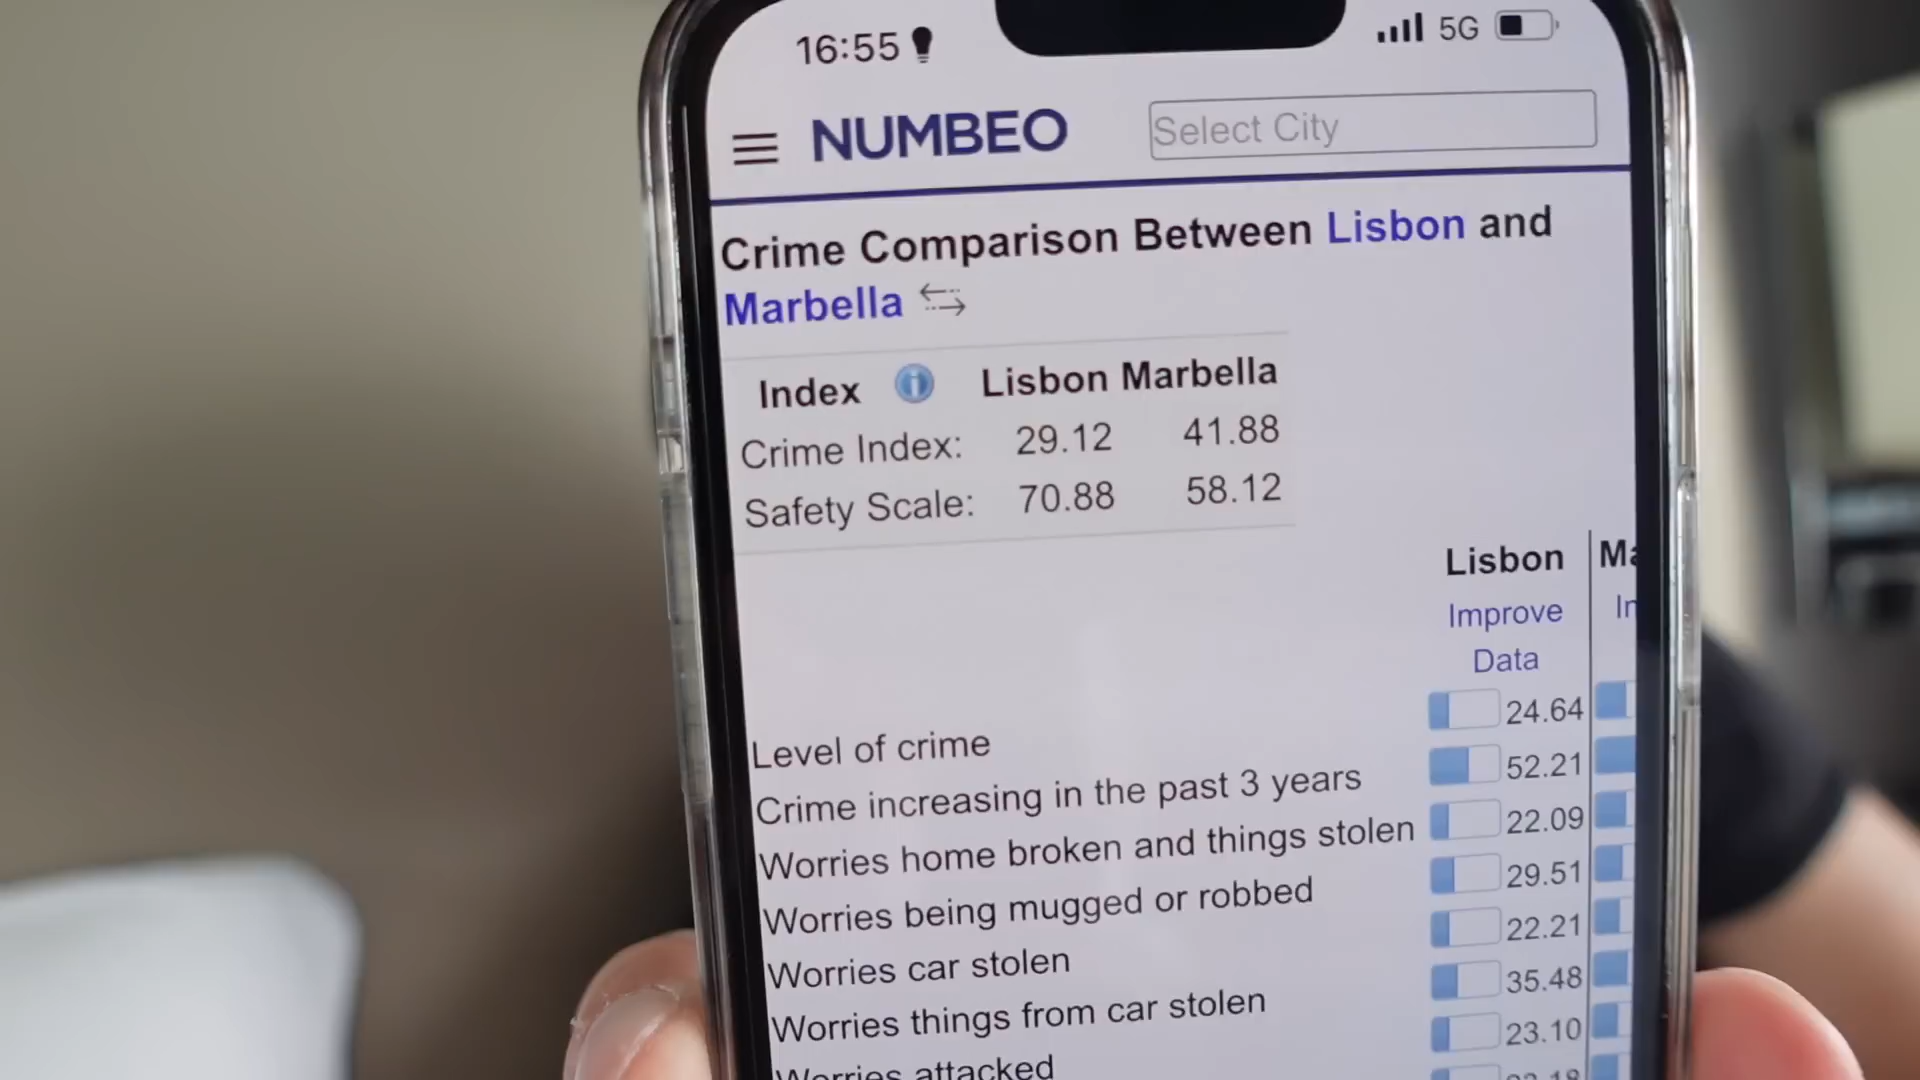 16:55 5G
NUMBEO Select City
Crime Comparison Between Lisbon and
Marbella
Index Lisbon Marbella
Crime Index: 29.12 41.88
Safety Scale: 70.88 58.12
Lisbon
Improve
Data
Level of crime 24.64
Crime increasing in the past 3 years 52.21
Worries home broken and things stolen 22.09
Worries being mugged or robbed 29.51
Worries car stolen 22.21
Worries things from car stolen 35.48
Worries attacked 23.10